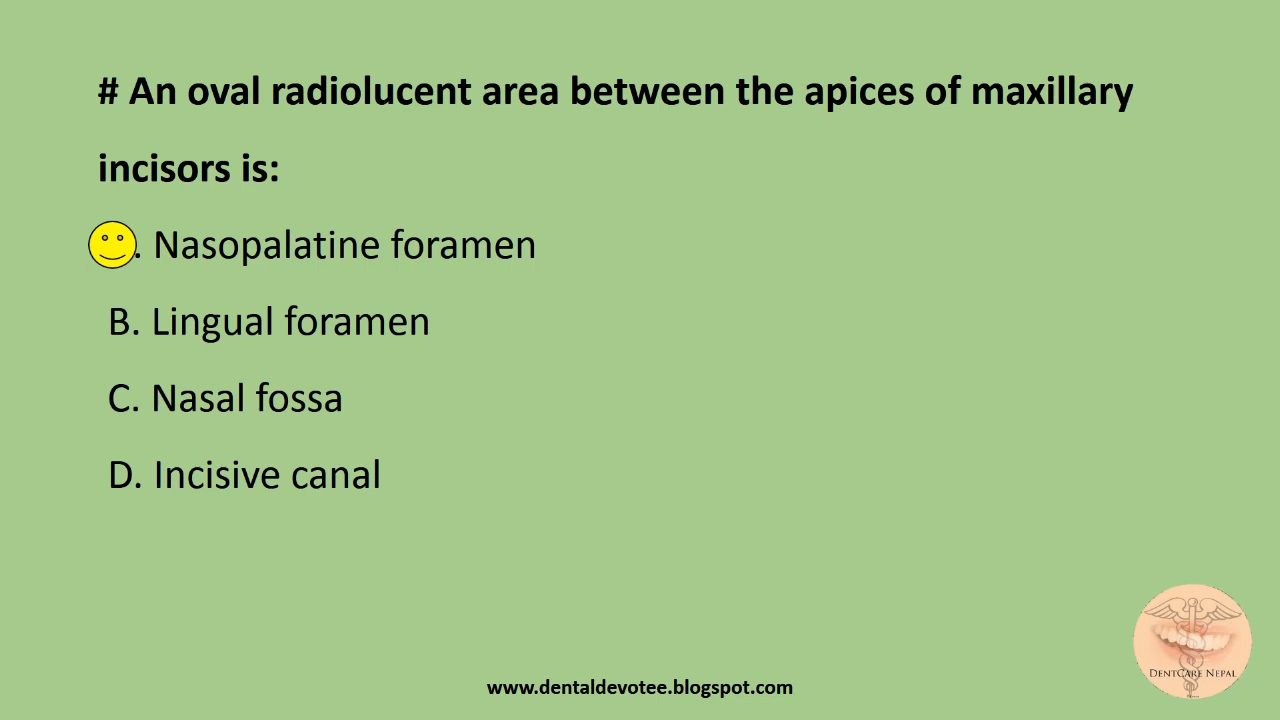 # An oval radiolucent area between the apices of maxillary
incisors is:
. Nasopalatine foramen
B. Lingual foramen
C. Nasal fossa
D. Incisive canal
DENTCARE NEPAL
www.dentaldevotee.blogspot.com